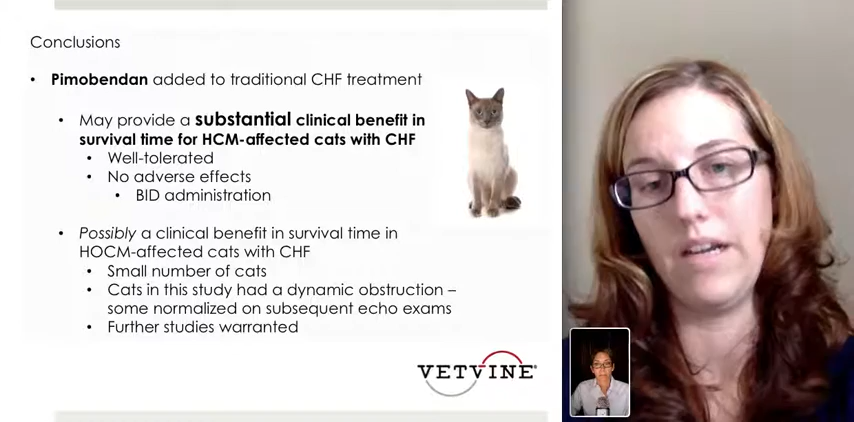 Conclusions
• Pimobendan added to traditional CHF treatment
• May provide a substantial clinical benefit in
survival time for HCM-affected cats with CHF
• Well-tolerated
• No adverse effects
• BID administration
• Possibly a clinical benefit in survival time in
HOCM-affected cats with CHF
• Small number of cats
• Cats in this study had a dynamic obstruction –
some normalized on subsequent echo exams
• Further studies warranted
VETVINE®